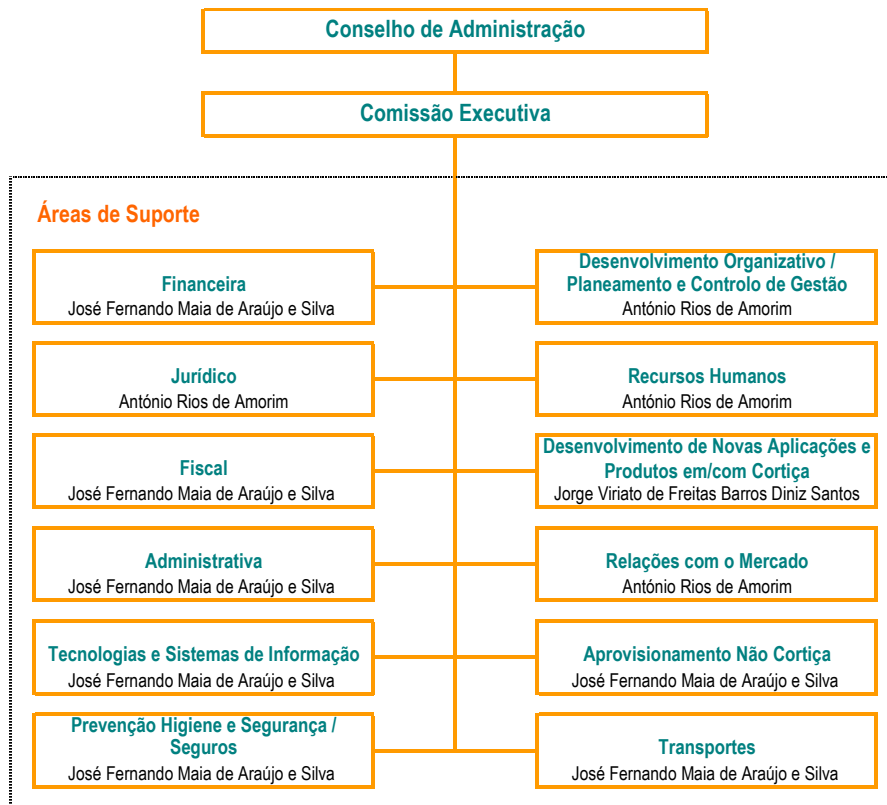 Conselho de Administração
Comissão Executiva
Áreas de Suporte
Financeira
José Fernando Maia de Araújo e Silva
Desenvolvimento Organizativo /
Planeamento e Controlo de Gestão
António Rios de Amorim
Jurídico
António Rios de Amorim
Recursos Humanos
António Rios de Amorim
Fiscal
José Fernando Maia de Araújo e Silva
Desenvolvimento de Novas Aplicações e
Produtos em/com Cortiça
Jorge Viriato de Freitas Barros Diniz Santos
Administrativa
José Fernando Maia de Araújo e Silva
Relações com o Mercado
António Rios de Amorim
Tecnologias e Sistemas de Informação
José Fernando Maia de Araújo e Silva
Aprovisionamento Não Cortiça
José Fernando Maia de Araújo e Silva
Prevenção Higiene e Segurança /
Seguros
José Fernando Maia de Araújo e Silva
Transportes
José Fernando Maia de Araújo e Silva